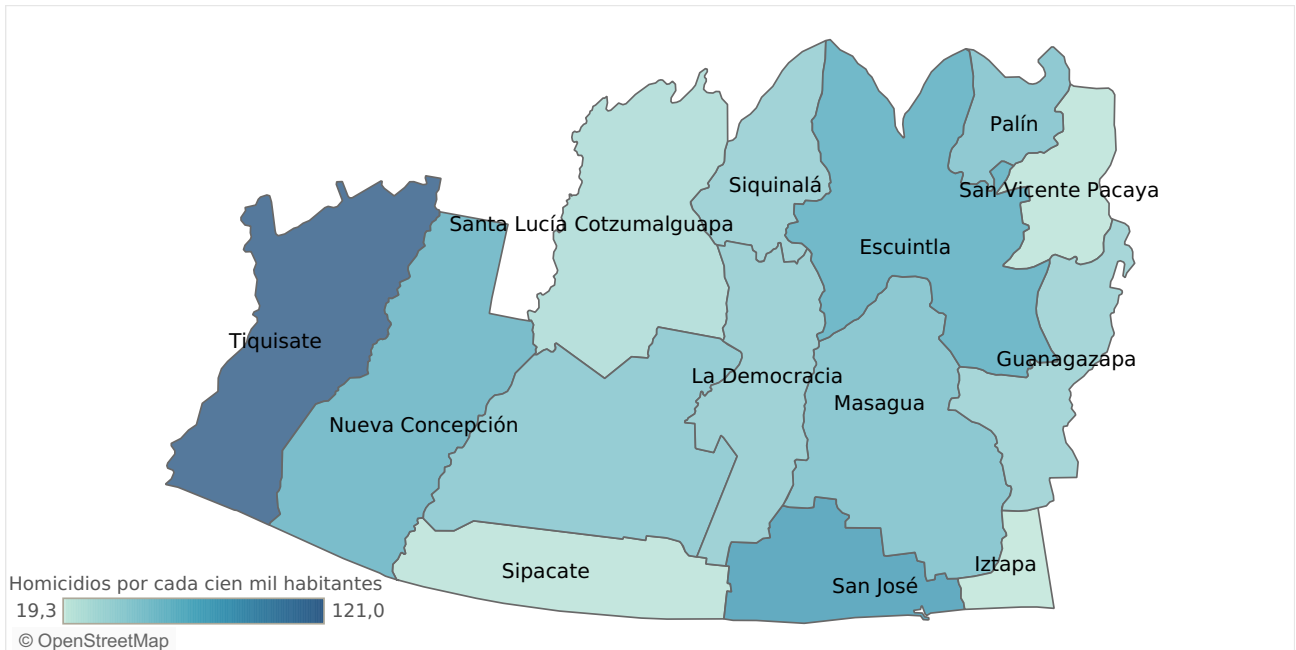 Palín
Siquinalá
San Vicente Pacaya
Santa Lucía Cotzumalguapa
Escuintla
Tiquisate
Guanagazapa
La Democracia
Masagua
Nueva Concepción
Iztapa
Sipacate
San José
Homicidios por cada cien mil habitantes
19,3 121,0
© OpenStreetMap